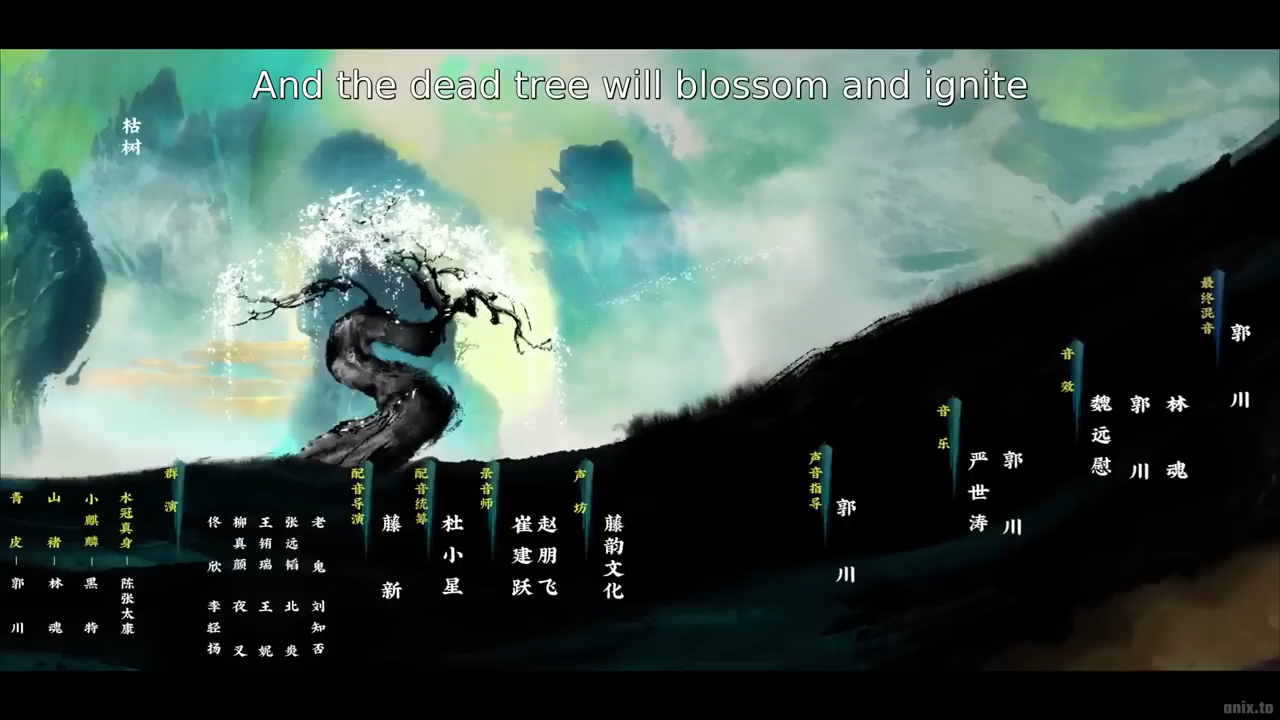 And the dead tree will blossom and ignite
枯树
青皮 — 郭川
山褚 — 林魂
小麒麟 — 黑特
水冠真身 — 陈张太康
群演
佟欣 李轻扬
柳真颜 夜叉
王锖瑞 王妮
张远韬 北炎
老鬼 刘知否
配音导演
藤新
配音统筹
杜小星
录音师
崔建跃
赵朋飞
声坊
藤韵文化
声音指导
郭川
音乐
严世涛
郭川
音效
魏远慰
郭川
林魂
最终混音
郭川
anix.to